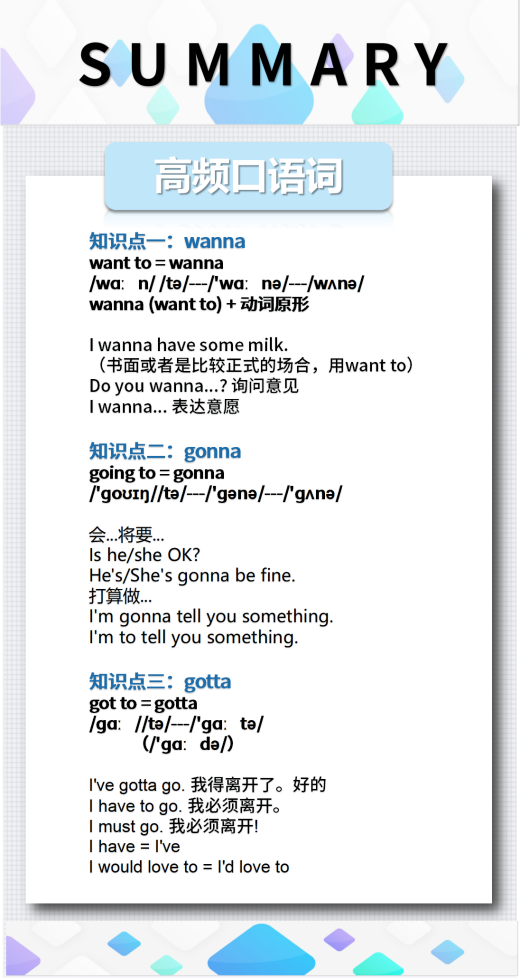 SUMMARY
高频口语词
知识点一：wanna
want to = wanna
/wɑː n/ /tə/---/'wɑː nə/---/wʌnə/
wanna (want to) + 动词原形
I wanna have some milk.
（书面或者是比较正式的场合，用want to）
Do you wanna...? 询问意见
I wanna... 表达意愿
知识点二：gonna
going to = gonna
/'goʊɪŋ//tə/---/'gənə/---/'gʌnə/
会...将要...
Is he/she OK?
He's/She's gonna be fine.
打算做...
I'm gonna tell you something.
I'm to tell you something.
知识点三：gotta
got to = gotta
/gɑː //tə/---/'gɑː tə/
（/'gɑː də/）
I've gotta go. 我得离开了。好的
I have to go. 我必须离开。
I must go. 我必须离开!
I have = I've
I would love to = I'd love to